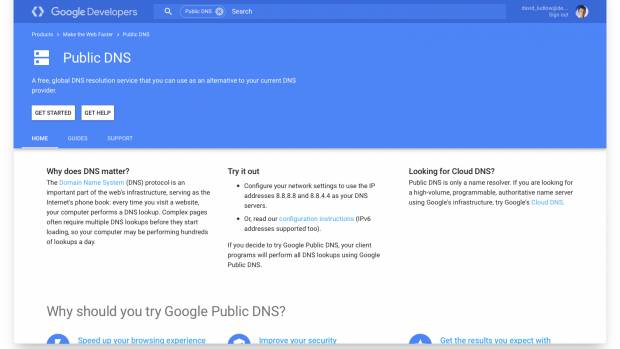 Google Developers
Public DNS
Search
david_ludlow@de...
Sign out
Products > Make the Web Faster > Public DNS
Public DNS
A free, global DNS resolution service that you can use as an alternative to your current DNS
provider.
GET STARTED
GET HELP
HOME
GUIDES
SUPPORT
Why does DNS matter?
The Domain Name System (DNS) protocol is an
important part of the web's infrastructure, serving as the
Internet's phone book: every time you visit a website,
your computer performs a DNS lookup. Complex pages
often require multiple DNS lookups before they start
loading, so your computer may be performing hundreds
of lookups a day.
Try it out
• Configure your network settings to use the IP
addresses 8.8.8.8 and 8.8.4.4 as your DNS
servers.
• Or, read our configuration instructions (IPv6
addresses supported too).
If you decide to try Google Public DNS, your client
programs will perform all DNS lookups using Google
Public DNS.
Looking for Cloud DNS?
Public DNS is only a name resolver. If you are looking for
a high-volume, programmable, authoritative name server
using Google's infrastructure, try Google's Cloud DNS.
Why should you try Google Public DNS?
Speed up your browsing experience
Improve your security
Get the results you expect with